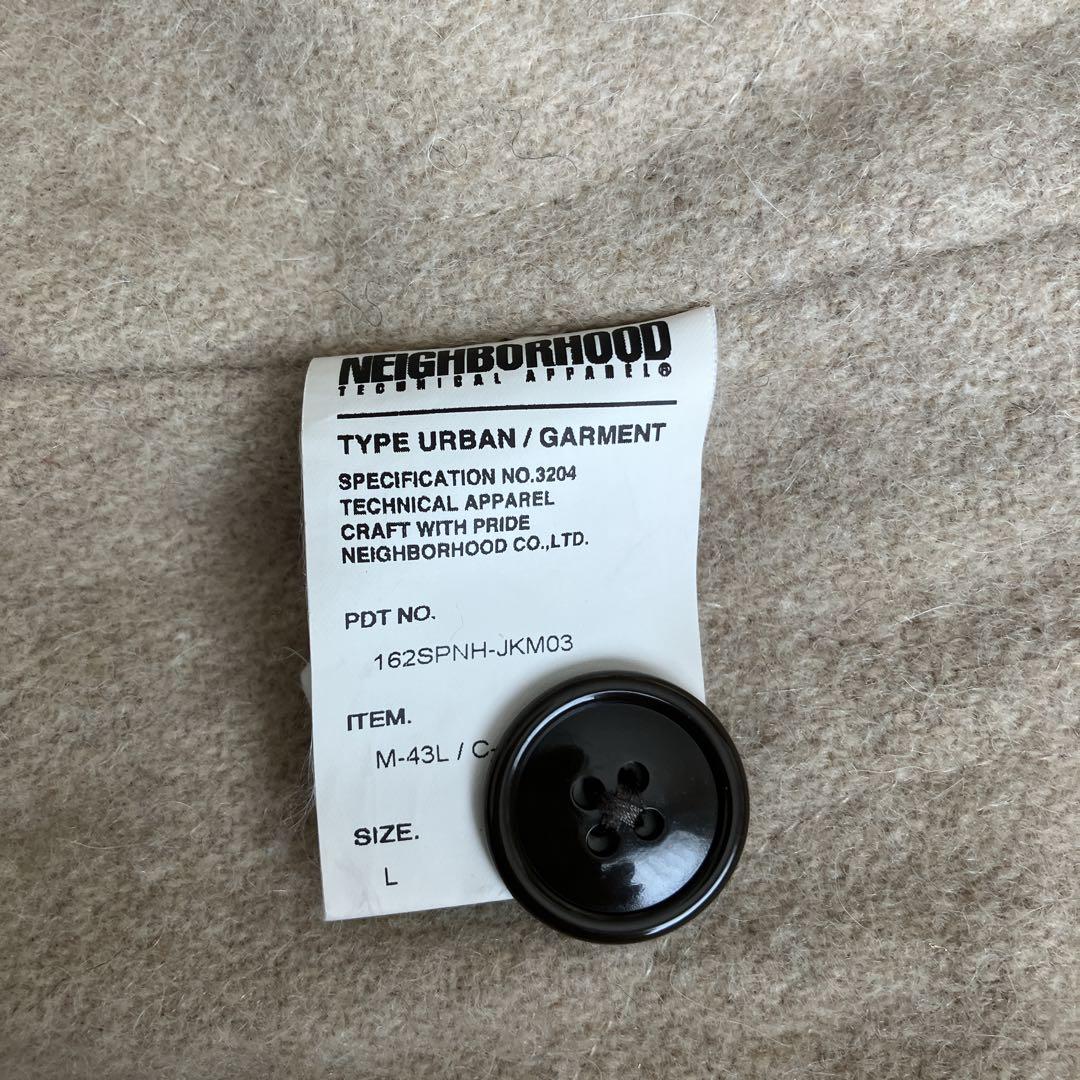 NEIGHBORHOOD
TECHNICAL APPAREL®
TYPE URBAN / GARMENT
SPECIFICATION NO.3204
TECHNICAL APPAREL
CRAFT WITH PRIDE
NEIGHBORHOOD CO.,LTD.
PDT NO.
162SPNH-JKM03
ITEM.
M-43L / C-
SIZE.
L